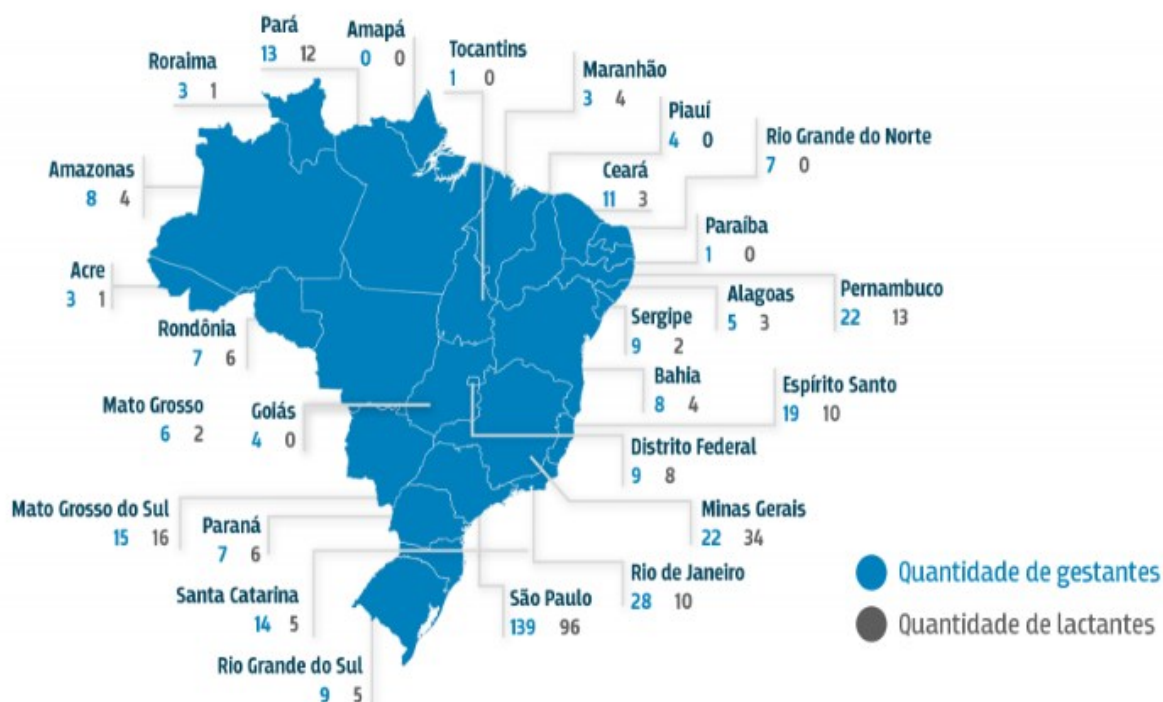 Pará
13 12
Amapá
0 0
Tocantins
1 0
Roraima
3 1
Maranhão
3 4
Piauí
4 0
Rio Grande do Norte
7 0
Amazonas
8 4
Ceará
11 3
Paraíba
1 0
Acre
3 1
Alagoas
5 3
Pernambuco
22 13
Rondônia
7 6
Sergipe
9 2
Bahia
8 4
Espírito Santo
19 10
Mato Grosso
6 2
Golás
4 0
Distrito Federal
9 8
Mato Grosso do Sul
15 16
Paraná
7 6
Minas Gerais
22 34
Santa Catarina
14 5
São Paulo
139 96
Rio de Janeiro
28 10
Quantidade de gestantes
Quantidade de lactantes
Rio Grande do Sul
9 5